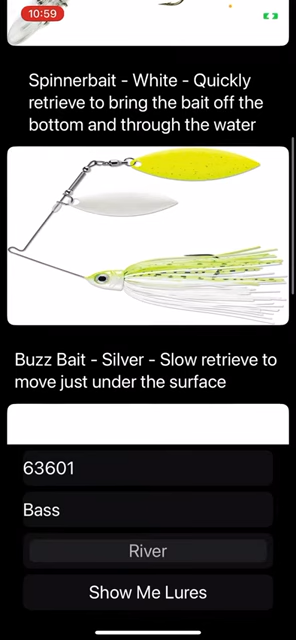 10:59
Spinnerbait - White - Quickly
retrieve to bring the bait off the
bottom and through the water
Buzz Bait - Silver - Slow retrieve to
move just under the surface
63601
Bass
River
Show Me Lures